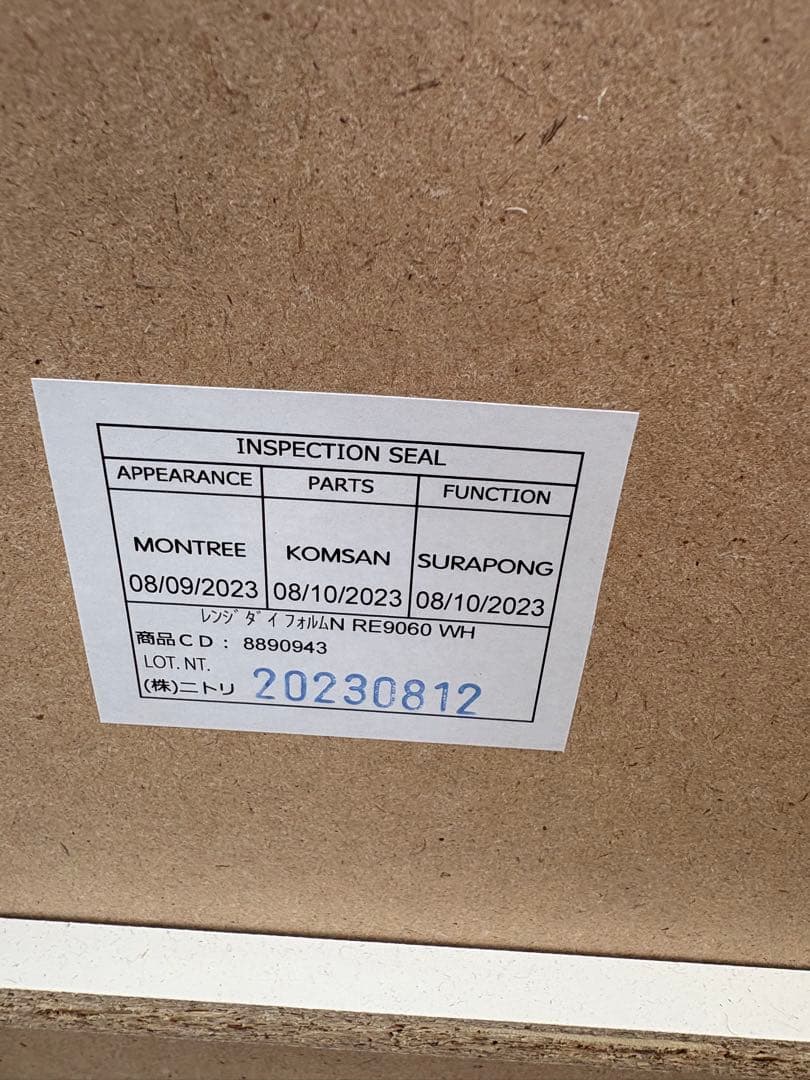 INSPECTION SEAL
APPEARANCE PARTS FUNCTION
MONTREE KOMSAN SURAPONG
08/09/2023 08/10/2023 08/10/2023
ﾚﾝｼﾞﾀﾞｲ ﾌｫﾙﾑN RE9060 WH
商品CD : 8890943
LOT. NT.
(株)ニトリ 20230812